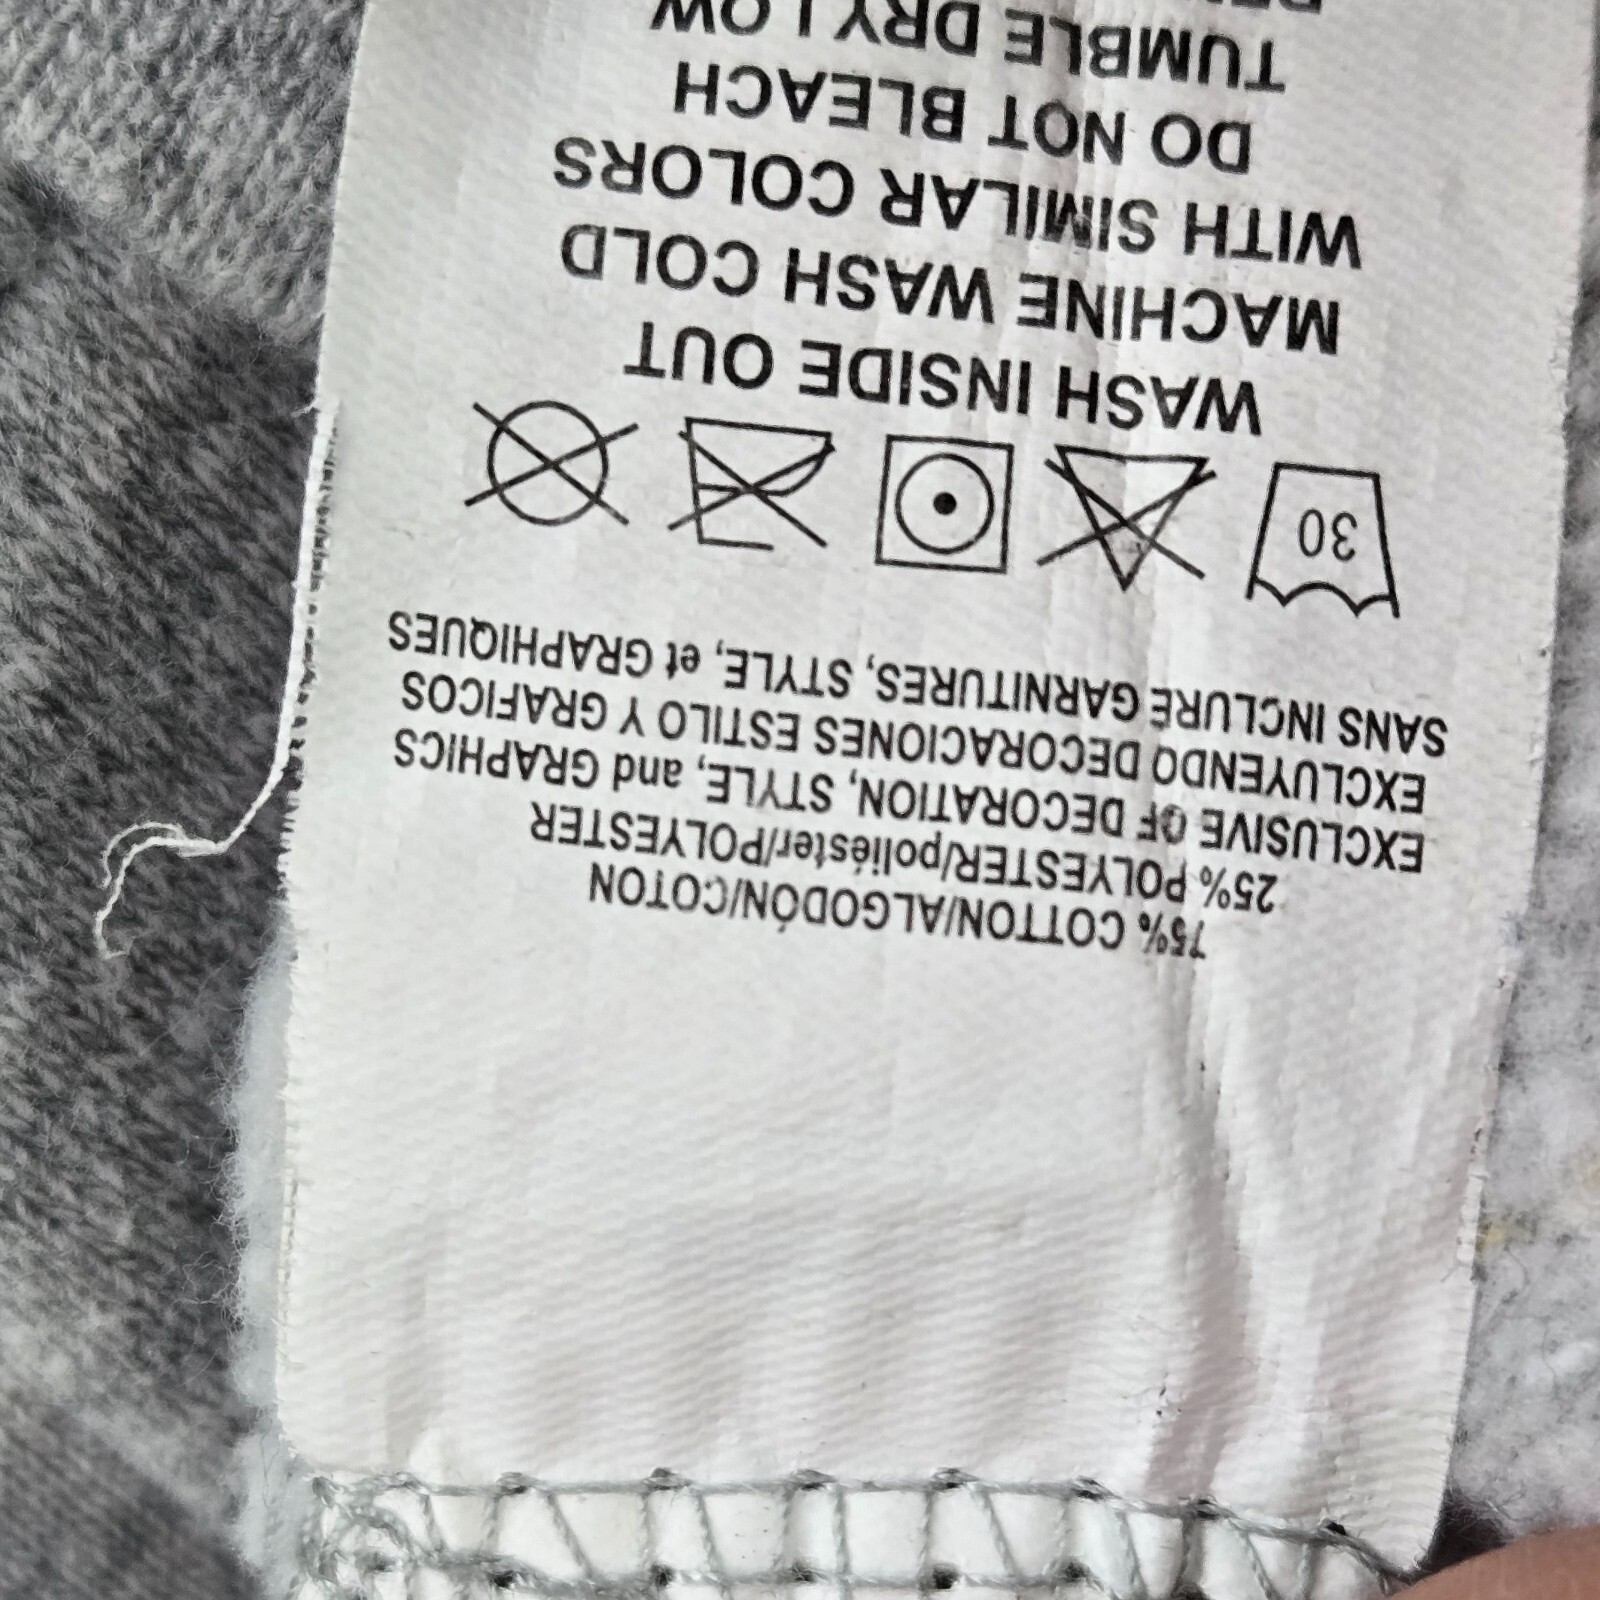 75% COTTON/ALGODÓN/COTON
25% POLYESTER/poliéster/POLYESTER
EXCLUSIVE OF DECORATION, STYLE, and GRAPHICS
EXCLUYENDO DECORACIONES ESTILO Y GRAFICOS
SANS INCLURE GARNITURES, STYLE, et GRAPHIQUES
30
WASH INSIDE OUT
MACHINE WASH COLD
WITH SIMILAR COLORS
DO NOT BLEACH
TUMBLE DRY LOW